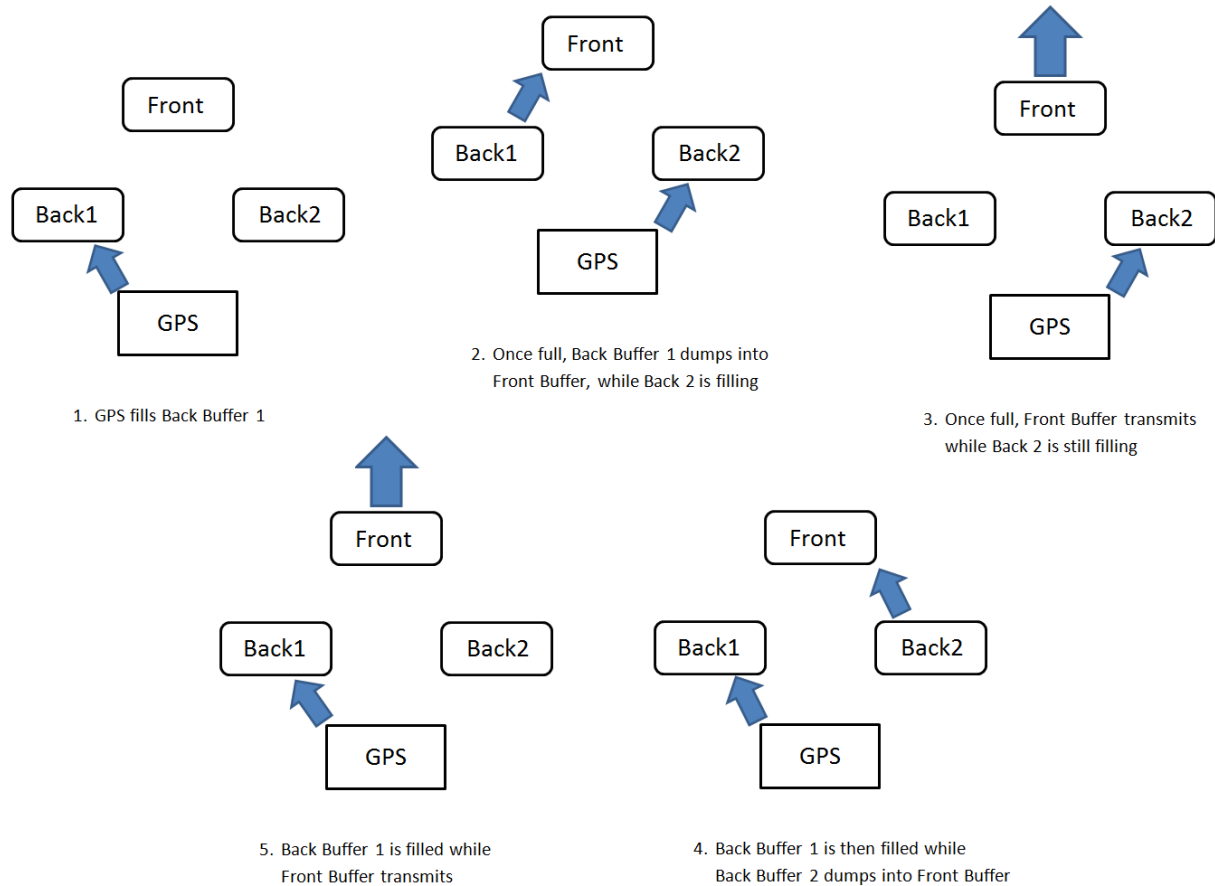 Front
Back1
Back2
GPS
1. GPS fills Back Buffer 1
Front
Back1
Back2
GPS
2. Once full, Back Buffer 1 dumps into
Front Buffer, while Back 2 is filling
Front
Back1
Back2
GPS
3. Once full, Front Buffer transmits
while Back 2 is still filling
Front
Back1
Back2
GPS
5. Back Buffer 1 is filled while
Front Buffer transmits
Front
Back1
Back2
GPS
4. Back Buffer 1 is then filled while
Back Buffer 2 dumps into Front Buffer